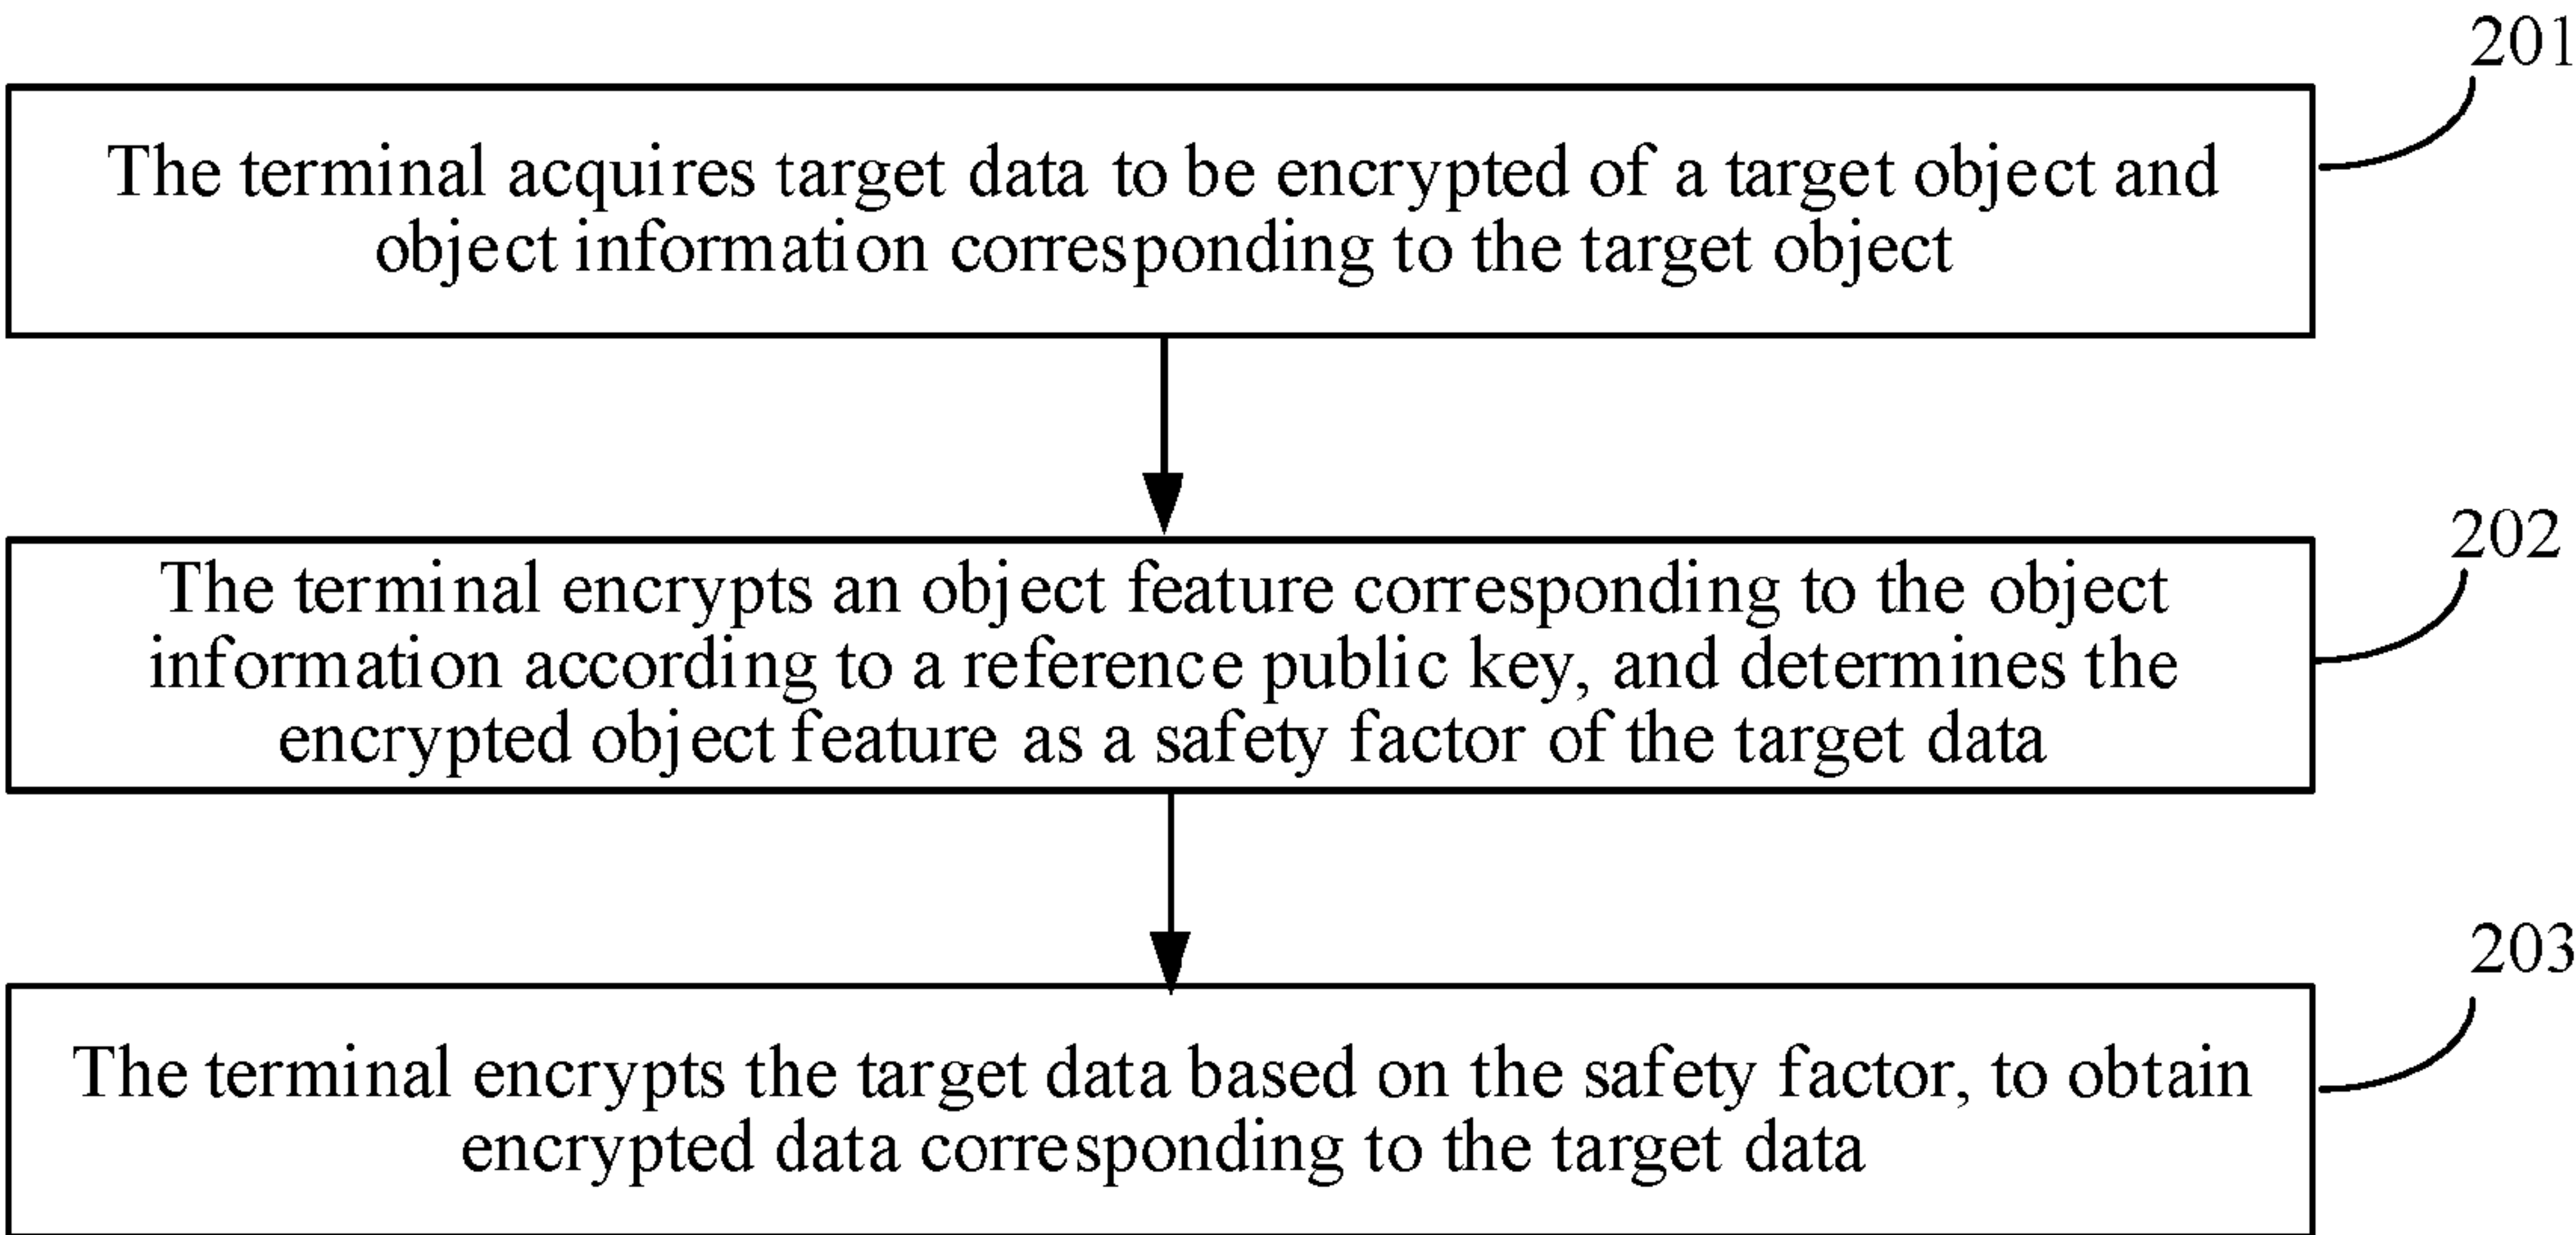 201
The terminal acquires target data to be encrypted of a target object and
object information corresponding to the target object
202
The terminal encrypts an object feature corresponding to the object
information according to a reference public key, and determines the
encrypted object feature as a safety factor of the target data
203
The terminal encrypts the target data based on the safety factor, to obtain
encrypted data corresponding to the target data